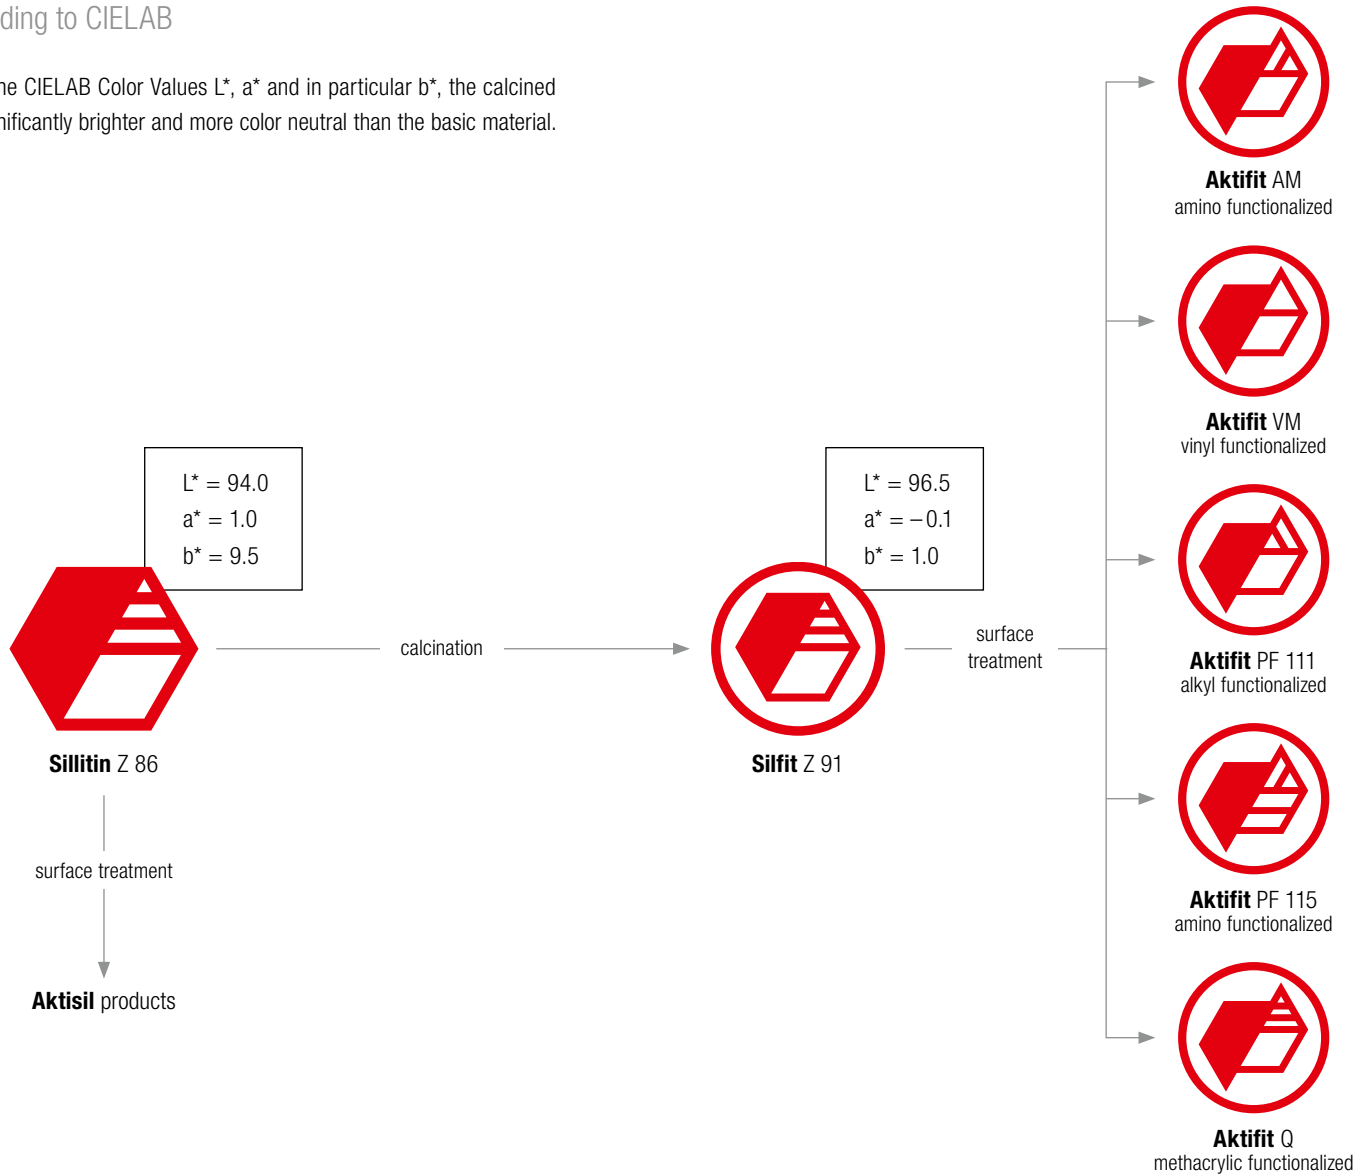 ding to CIELAB
ne CIELAB Color Values L*, a* and in particular b*, the calcined
nificantly brighter and more color neutral than the basic material.
Aktifit AM
amino functionalized
Aktifit VM
vinyl functionalized
L* = 94.0
a* = 1.0
b* = 9.5
L* = 96.5
a* = –0.1
b* = 1.0
calcination
surface
treatment
Aktifit PF 111
alkyl functionalized
Sillitin Z 86
Silfit Z 91
surface treatment
Aktisil products
Aktifit PF 115
amino functionalized
Aktifit Q
methacrylic functionalized